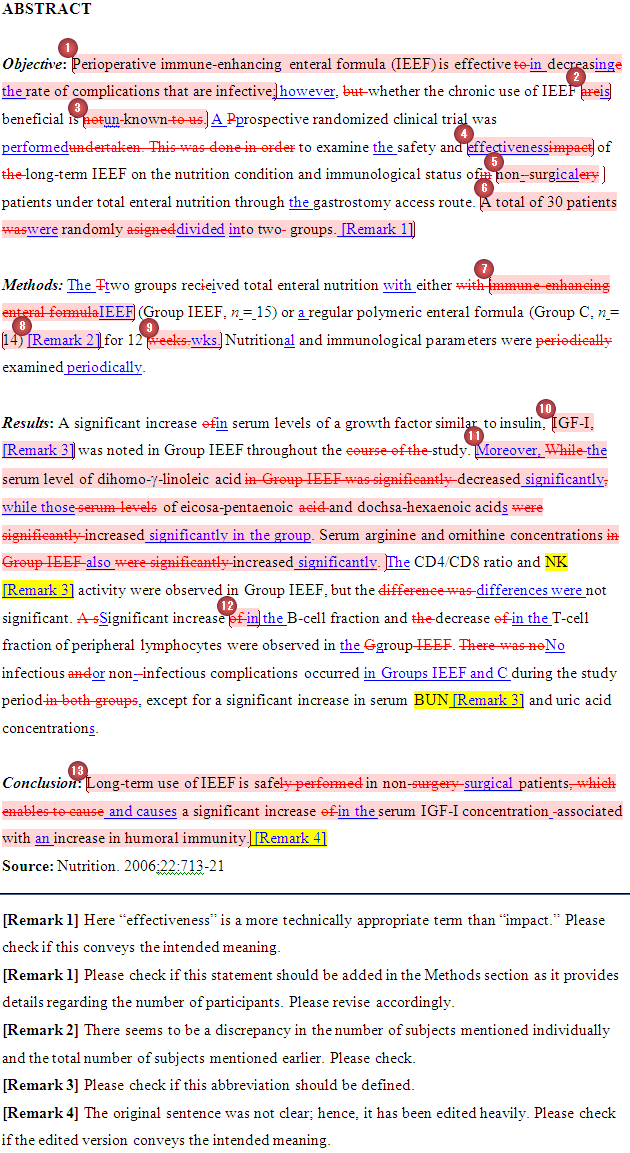 ABSTRACT
1
Objective: Perioperative immune-enhancing enteral formula (IEEF) is effective to in decreasinge
2
the rate of complications that are infective; however, but whether the chronic use of IEEF areis
3
beneficial is notun-known to us. A Pprospective randomized clinical trial was
4
performedundertaken. This was done in order to examine the safety and effectivenessimpact of
5
the long-term IEEF on the nutrition condition and immunological status ofin non--surgicalery
6
patients under total enteral nutrition through the gastrostomy access route. A total of 30 patients
waswere randomly asigneddivided into two- groups. [Remark 1]
7
Methods: The Ttwo groups recieived total enteral nutrition with either with immune-enhancing
enteral formulaIEEF (Group IEEF, n = 15) or a regular polymeric enteral formula (Group C, n =
8 9
14) [Remark 2] for 12 weeks.wks. Nutritional and immunological parameters were periodically
examined periodically.
10
Results: A significant increase ofin serum levels of a growth factor similar to insulin, IGF-I,
11
[Remark 3] was noted in Group IEEF throughout the course of the study. Moreover, While the
serum level of dihomo-γ-linoleic acid in Group IEEF was significantly decreased significantly,
while those serum levels of eicosa-pentaenoic acid and dochsa-hexaenoic acids were
significantly increased significantly in the group. Serum arginine and ornithine concentrations in
Group IEEF also were significantly increased significantly. The CD4/CD8 ratio and NK
[Remark 3] activity were observed in Group IEEF, but the difference was differences were not
12
significant. A sSignificant increase of in the B-cell fraction and the decrease of in the T-cell
fraction of peripheral lymphocytes were observed in the Ggroup IEEF. There was noNo
infectious andor non--infectious complications occurred in Groups IEEF and C during the study
period in both groups, except for a significant increase in serum BUN [Remark 3] and uric acid
concentrations.
13
Conclusion: Long-term use of IEEF is safely performed in non-surgery surgical patients, which
enables to cause and causes a significant increase of in the serum IGF-I concentration -associated
with an increase in humoral immunity. [Remark 4]
Source: Nutrition. 2006;22:713-21
[Remark 1] Here “effectiveness” is a more technically appropriate term than “impact.” Please
check if this conveys the intended meaning.
[Remark 1] Please check if this statement should be added in the Methods section as it provides
details regarding the number of participants. Please revise accordingly.
[Remark 2] There seems to be a discrepancy in the number of subjects mentioned individually
and the total number of subjects mentioned earlier. Please check.
[Remark 3] Please check if this abbreviation should be defined.
[Remark 4] The original sentence was not clear; hence, it has been edited heavily. Please check
if the edited version conveys the intended meaning.